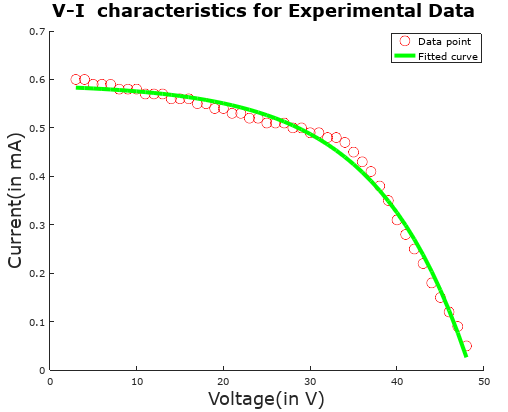 V-I characteristics for Experimental Data
0.7
0.6
0.5
0.4
0.3
0.2
0.1
0
0 10 20 30 40 50
Current(in mA)
Voltage(in V)
Data point
Fitted curve